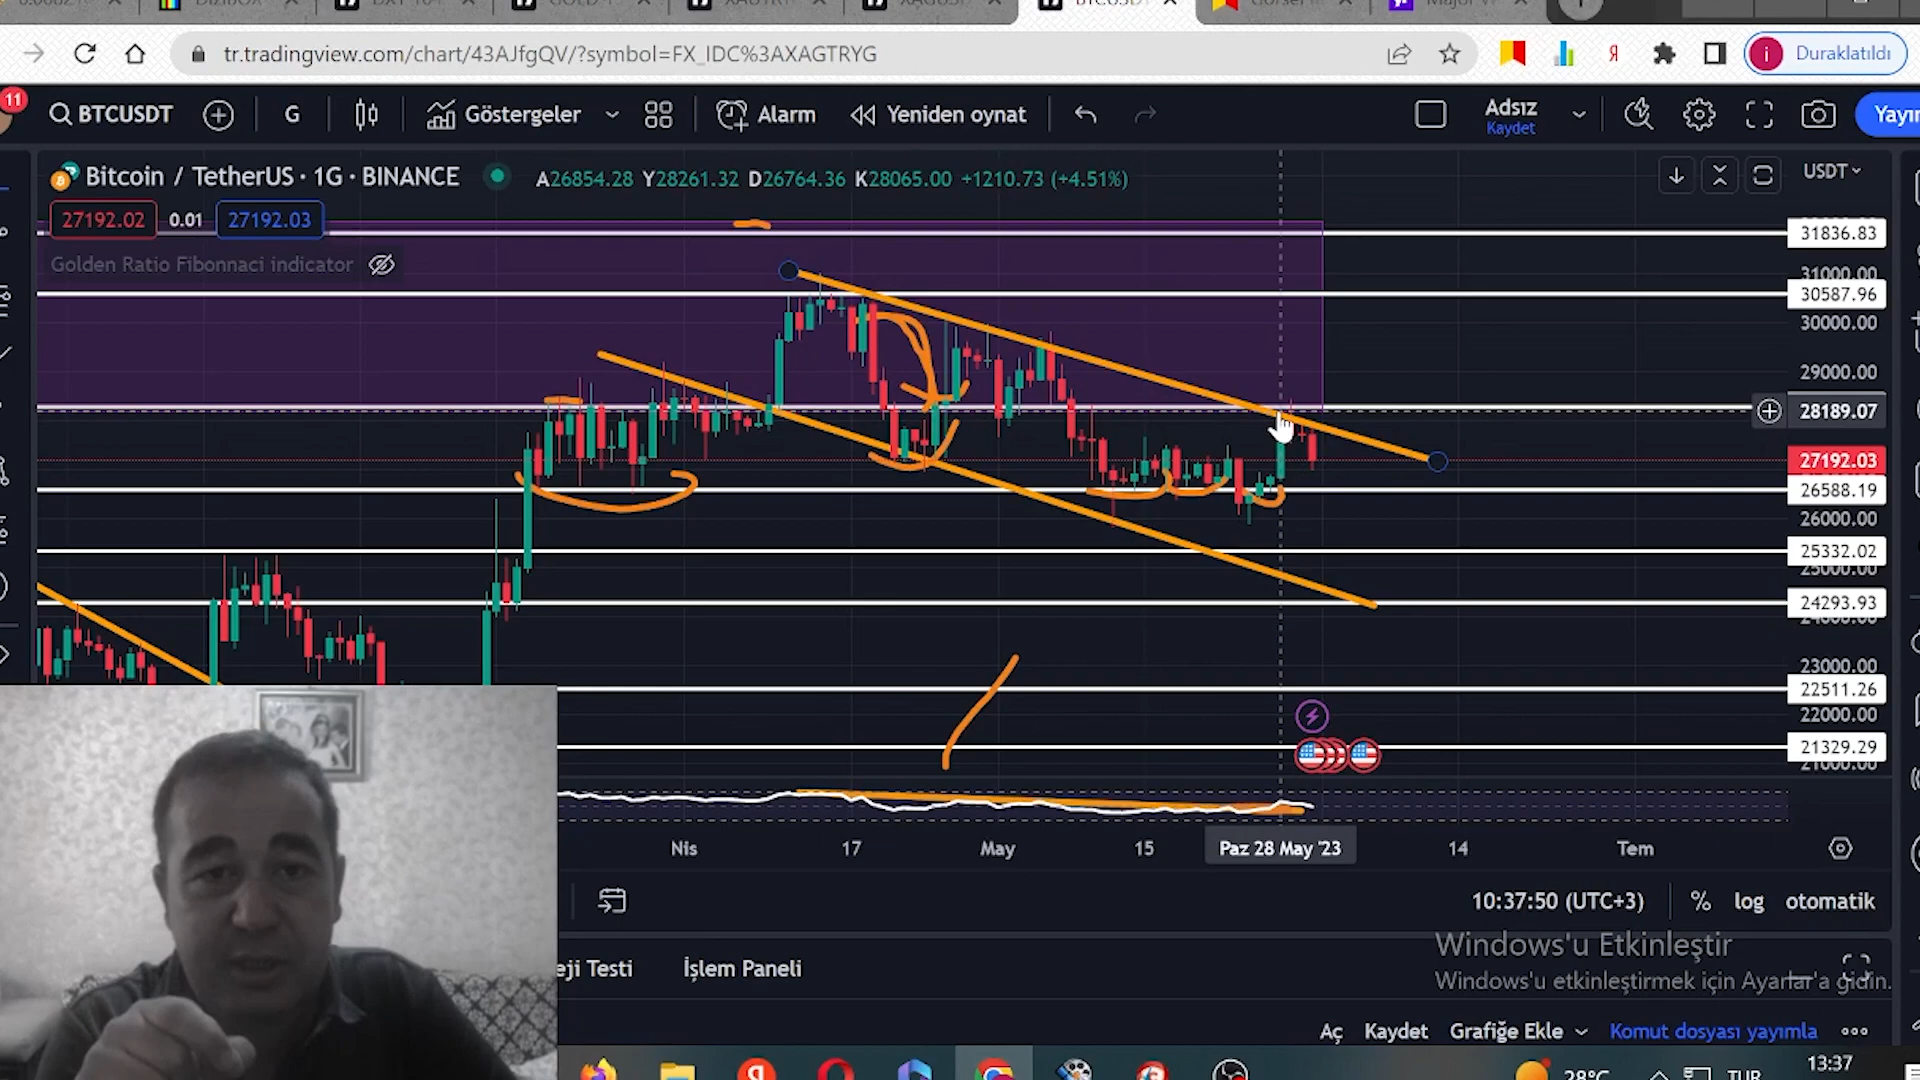 DXY 104
tr.tradingview.com/chart/43AJfgQV/?symbol=FX_IDC%3AXAGTRYG
i Duraklatıldı
11
BTCUSDT
G
Göstergeler
Alarm
Yeniden oynat
Adsız
Kaydet
Bitcoin / TetherUS · 1G · BINANCE
A26854.28 Y28261.32 D26764.36 K28065.00 +1210.73 (+4.51%)
USDT
27192.02 0.01 27192.03
Golden Ratio Fibonnaci indicator
31836.83
31000.00
30587.96
30000.00
29000.00
28189.07
27192.03
26588.19
26000.00
25332.02
25000.00
24293.93
24000.00
23000.00
22511.26
22000.00
21329.29
21000.00
Nis 17 May 15 Paz 28 May '23 14 Tem
10:37:50 (UTC+3) % log otomatik
Windows'u Etkinleştir
Windows'u etkinleştirmek için Ayarlar'a gidin.
eji Testi İşlem Paneli
Aç Kaydet Grafiğe Ekle Komut dosyası yayımla
28°C TUR 13:37